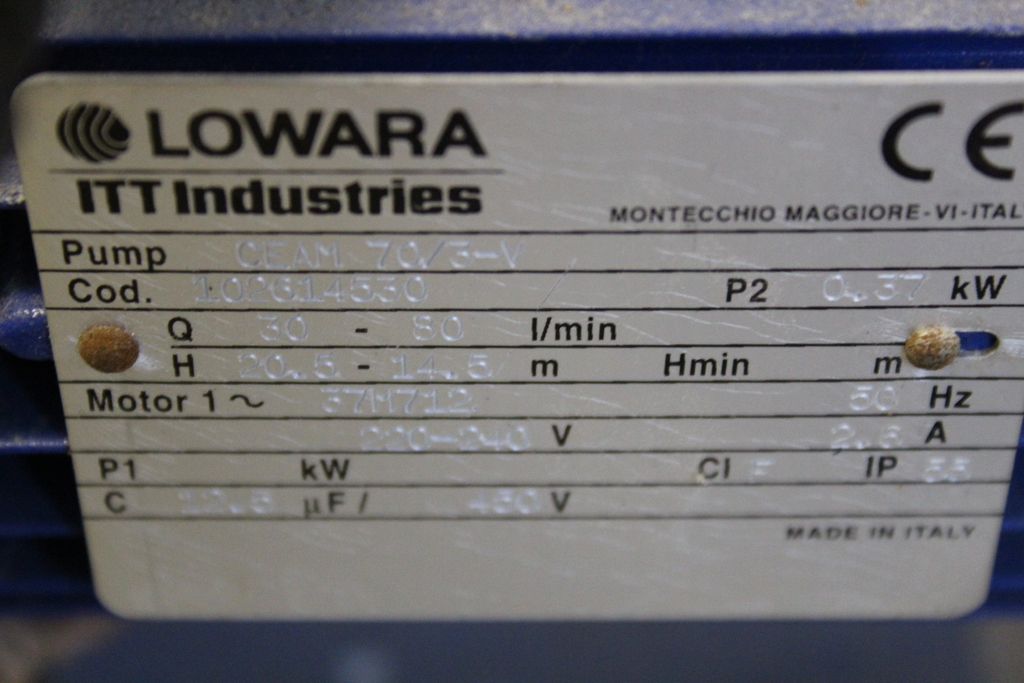 LOWARA
ITT Industries
CE
MONTECCHIO MAGGIORE-VI-ITAL
Pump CEAM 70/3-V
Cod. 102614530 P2 0.37 kW
Q 30 - 80 l/min
H 20.5 - 14.5 m Hmin m
Motor 1~ 37M712 50 Hz
220-240 V A
P1 kW Cl F IP 55
C µF/ 450 V
MADE IN ITALY